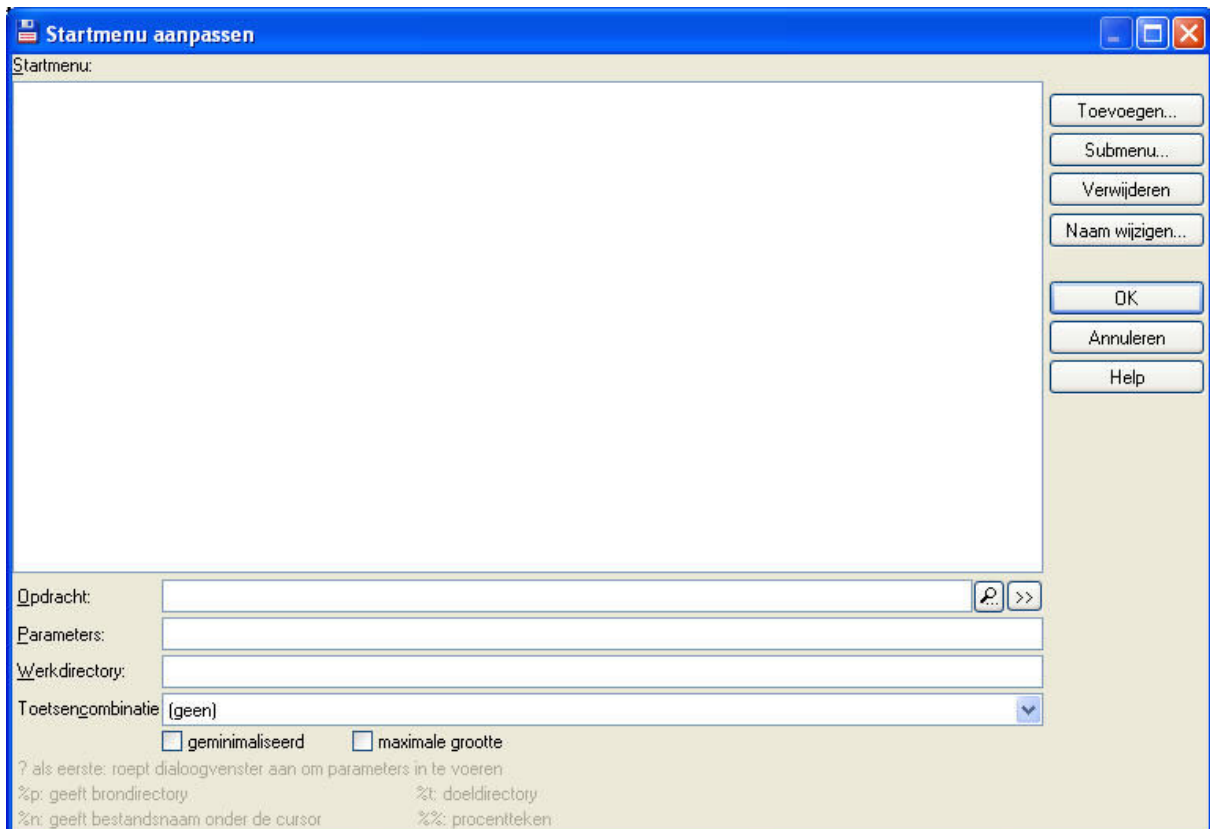 Startmenu aanpassen
Startmenu:
Toevoegen...
Submenu...
Verwijderen
Naam wijzigen...
OK
Annuleren
Help
Opdracht:
>>
Parameters:
Werkdirectory:
Toetsencombinatie (geen)
geminimaliseerd maximale grootte
? als eerste: roept dialoogvenster aan om parameters in te voeren
%p: geeft brondirectory %t: doeldirectory
%n: geeft bestandsnaam onder de cursor %%: procentteken